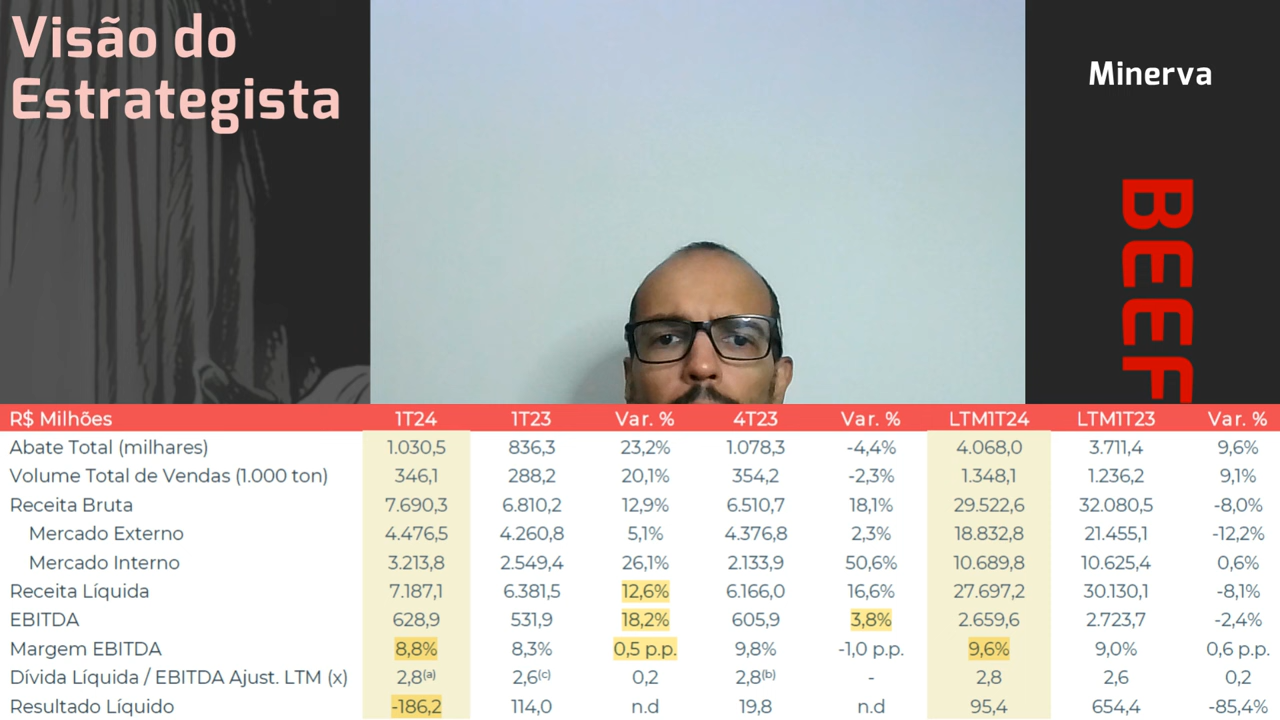 Visão do
Estrategista
Minerva
BEEF
R$ Milhões 1T24 1T23 Var. % 4T23 Var. % LTM1T24 LTM1T23 Var. %
Abate Total (milhares) 1.030,5 836,3 23,2% 1.078,3 -4,4% 4.068,0 3.711,4 9,6%
Volume Total de Vendas (1.000 ton) 346,1 288,2 20,1% 354,2 -2,3% 1.348,1 1.236,2 9,1%
Receita Bruta 7.690,3 6.810,2 12,9% 6.510,7 18,1% 29.522,6 32.080,5 -8,0%
Mercado Externo 4.476,5 4.260,8 5,1% 4.376,8 2,3% 18.832,8 21.455,1 -12,2%
Mercado Interno 3.213,8 2.549,4 26,1% 2.133,9 50,6% 10.689,8 10.625,4 0,6%
Receita Líquida 7.187,1 6.381,5 12,6% 6.166,0 16,6% 27.697,2 30.130,1 -8,1%
EBITDA 628,9 531,9 18,2% 605,9 3,8% 2.659,6 2.723,7 -2,4%
Margem EBITDA 8,8% 8,3% 0,5 p.p. 9,8% -1,0 p.p. 9,6% 9,0% 0,6 p.p.
Dívida Líquida / EBITDA Ajust. LTM (x) 2,8(a) 2,6(c) 0,2 2,8(b) - 2,8 2,6 0,2
Resultado Líquido -186,2 114,0 n.d 19,8 n.d 95,4 654,4 -85,4%